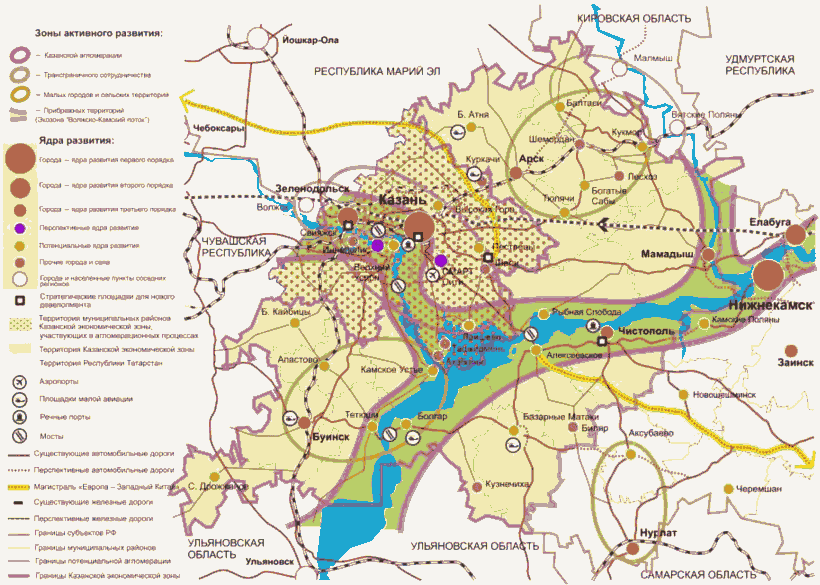 Зоны активного развития:
Казанской агломерации
Трансграничного сотрудничества
Малых городов и сельских территорий
Прибрежных территорий
(Экозона "Волжско-Камский поток")
Ядра развития:
Города – ядра развития первого порядка
Города – ядра развития второго порядка
Города – ядра развития третьего порядка
Перспективные ядра развития
Потенциальные ядра развития
Прочие города и села
Города и населённые пункты соседних
регионов
Стратегические площадки для нового
девелопмента
Территория муниципальных районов
Казанской экономической зоны,
участвующих в агломерационных процессах
Территория Казанской экономической зоны
Территория Республики Татарстан
Аэропорты
Площадки малой авиации
Речные порты
Мосты
Существующие автомобильные дороги
Перспективные автомобильные дороги
Магистраль «Европа – Западный Китай»
Существующие железные дороги
Перспективные железные дороги
Границы субъектов РФ
Границы муниципальных районов
Границы потенциальной агломерации
Границы Казанской экономической зоны
КИРОВСКАЯ ОБЛАСТЬ
Йошкар-Ола
Малмыж
УДМУРТСКАЯ
РЕСПУБЛИКА
РЕСПУБЛИКА МАРИЙ ЭЛ
Балтаси
Б. Атня
Вятские Поляны
Чебоксары
Кукмор
Шемордан
Куркачи
Арск
Лесхоз
Зеленодольск
Богатые
Сабы
Казань
Тюлячи
Волжск
Высокая Гора
Елабуга
Свияжск
ЧУВАШСКАЯ
РЕСПУБЛИКА
Пестрецы
Мамадыш
Верхний
Услон
СМАРТ
Сити
Нижнекамск
Б. Кайбицы
Рыбная Слобода
Камские Поляны
Чистополь
Апастово
Алексеевское
Заинск
Камское Устье
Новошешминск
Тетюши
Болгар
Базарные Матаки
Биляр
Буинск
Аксубаево
С. Дрожжаное
Кузнечиха
Черемшан
Нурлат
УЛЬЯНОВСКАЯ
ОБЛАСТЬ
УЛЬЯНОВСКАЯ ОБЛАСТЬ
Ульяновск
САМАРСКАЯ ОБЛАСТЬ